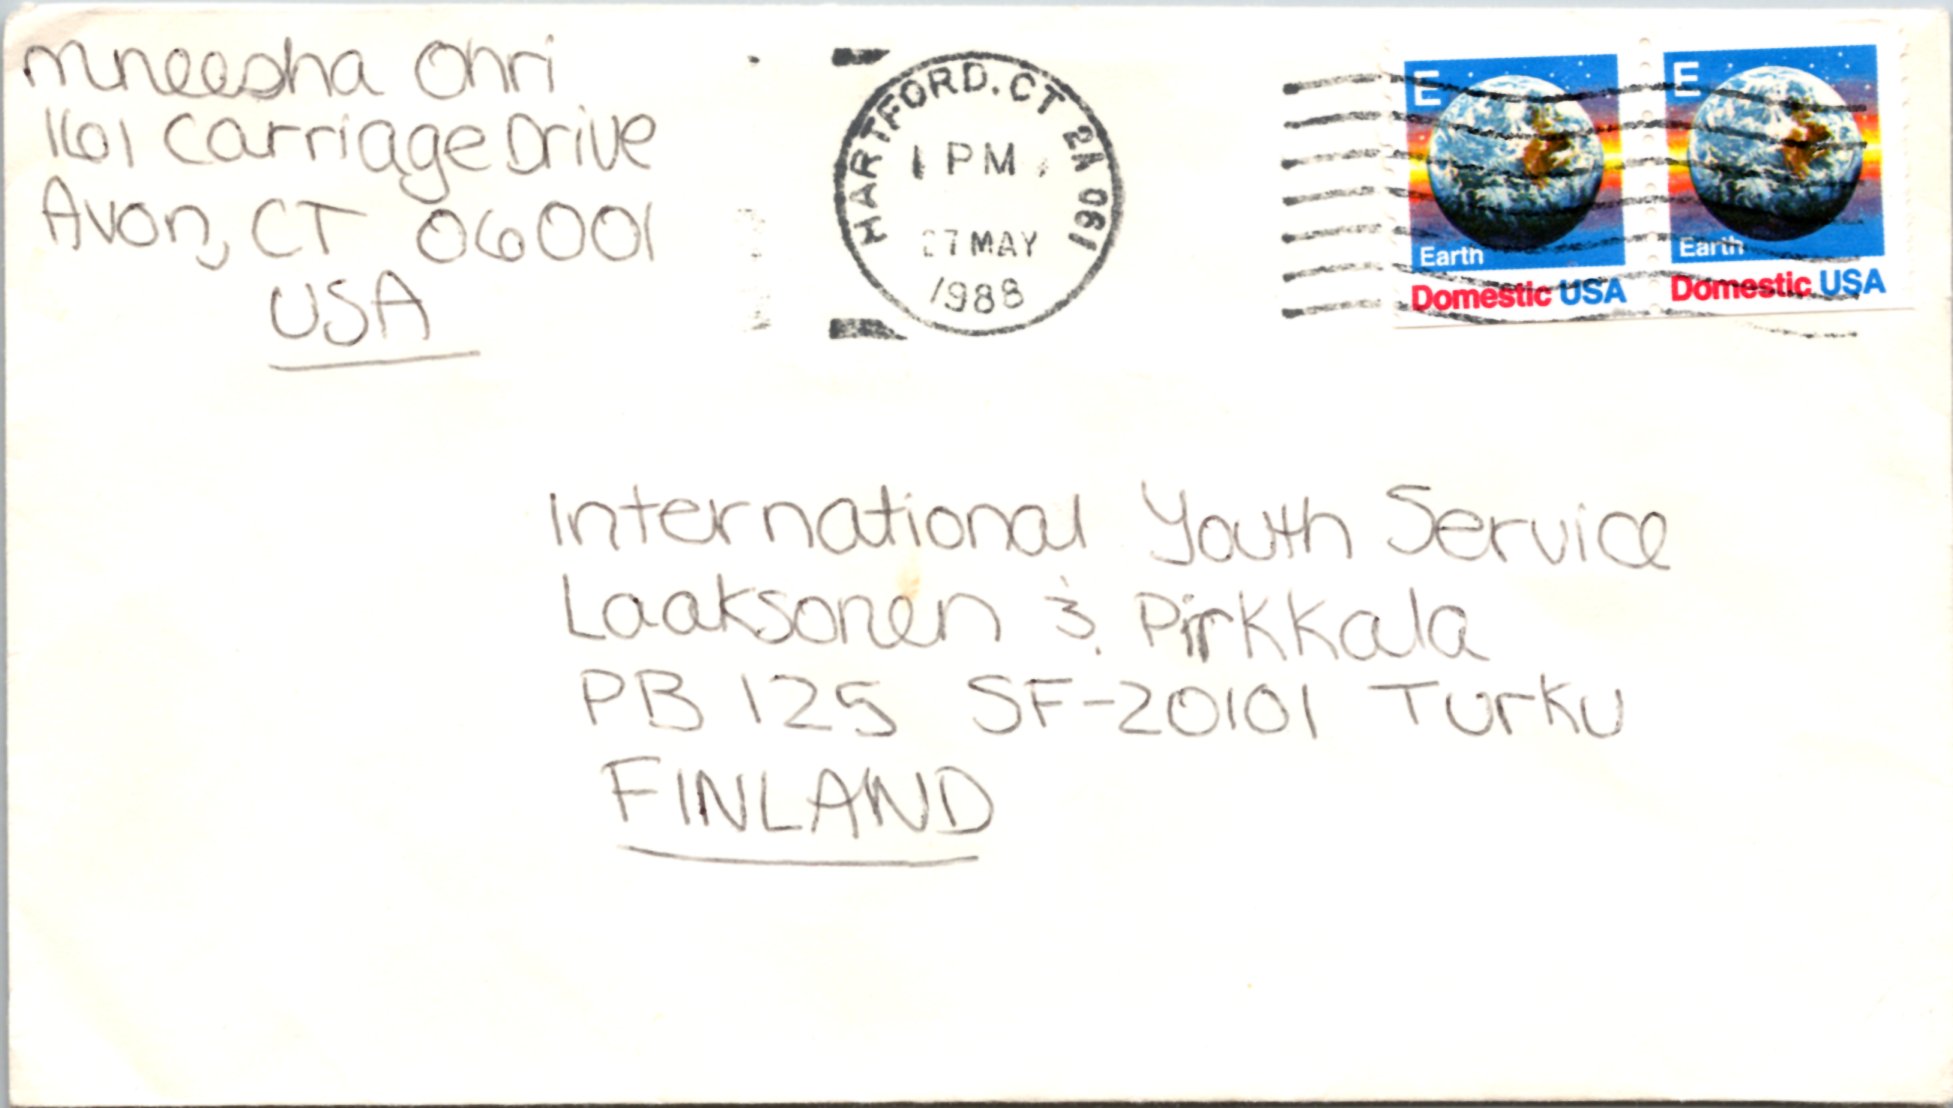 Mneesha Ohri
161 Carriage Drive
Avon, CT 06001
USA
HARTFORD, CT 061
1 PM
27 MAY
1988
E
Earth
Domestic USA
E
Earth
Domestic USA
International Youth Service
Laaksonen & Pirkkala
PB 125 SF-20101 Turku
FINLAND